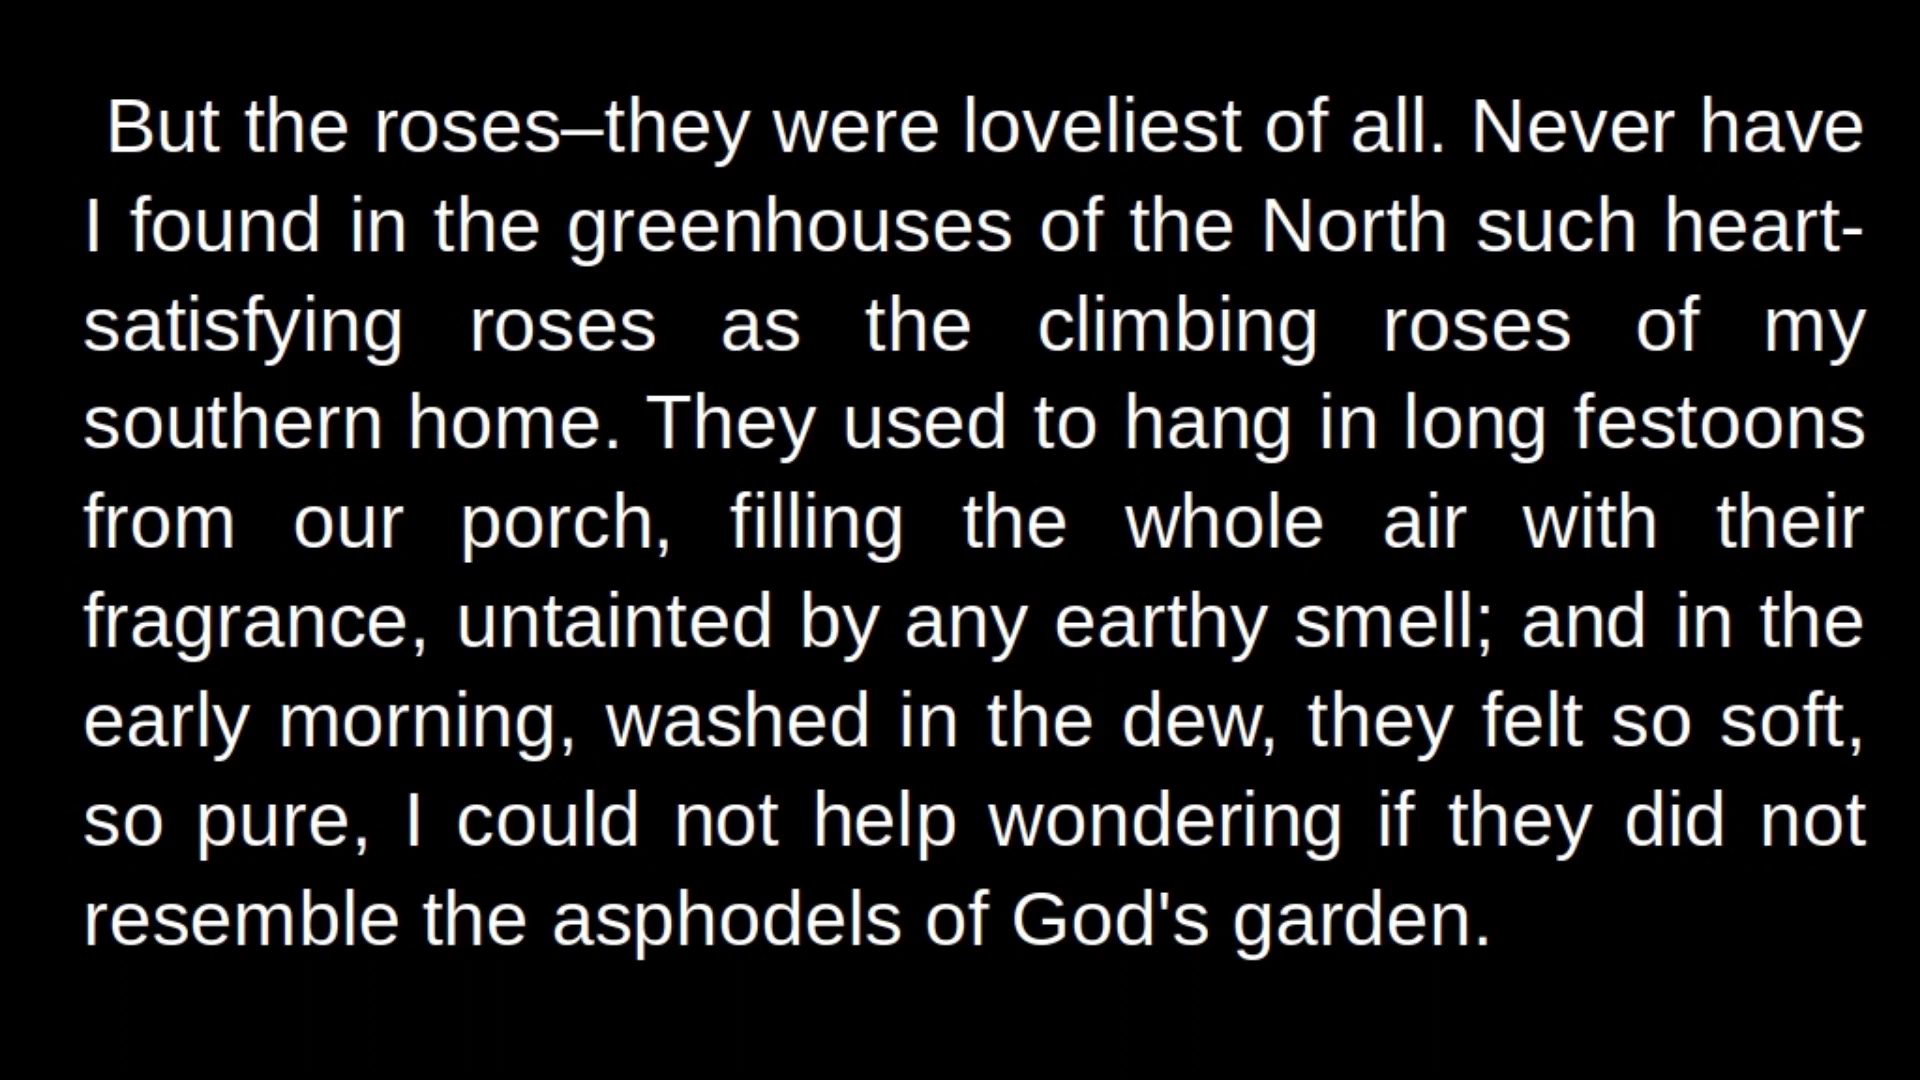 But the roses–they were loveliest of all. Never have
I found in the greenhouses of the North such heart-
satisfying roses as the climbing roses of my
southern home. They used to hang in long festoons
from our porch, filling the whole air with their
fragrance, untainted by any earthy smell; and in the
early morning, washed in the dew, they felt so soft,
so pure, I could not help wondering if they did not
resemble the asphodels of God's garden.